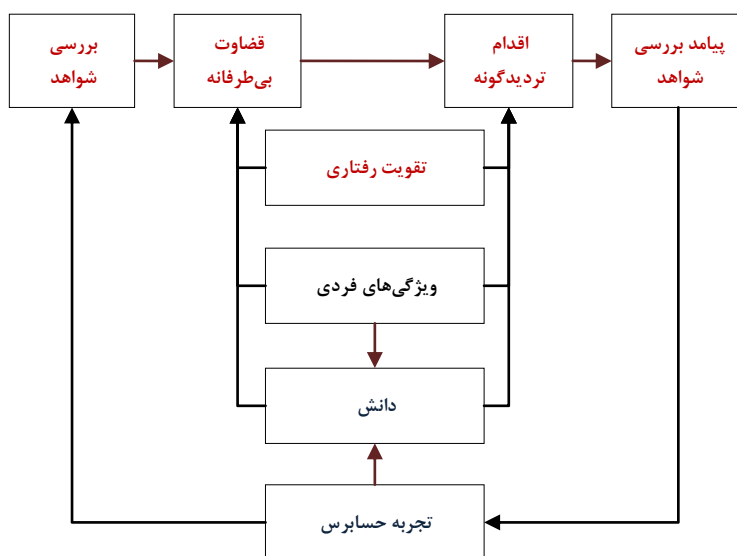 بررسی
شواهد
قضاوت
بی‌طرفانه
اقدام
تردیدگونه
پیامد بررسی
شواهد
تقویت رفتاری
ویژگی‌های فردی
دانش
تجربه حسابرس